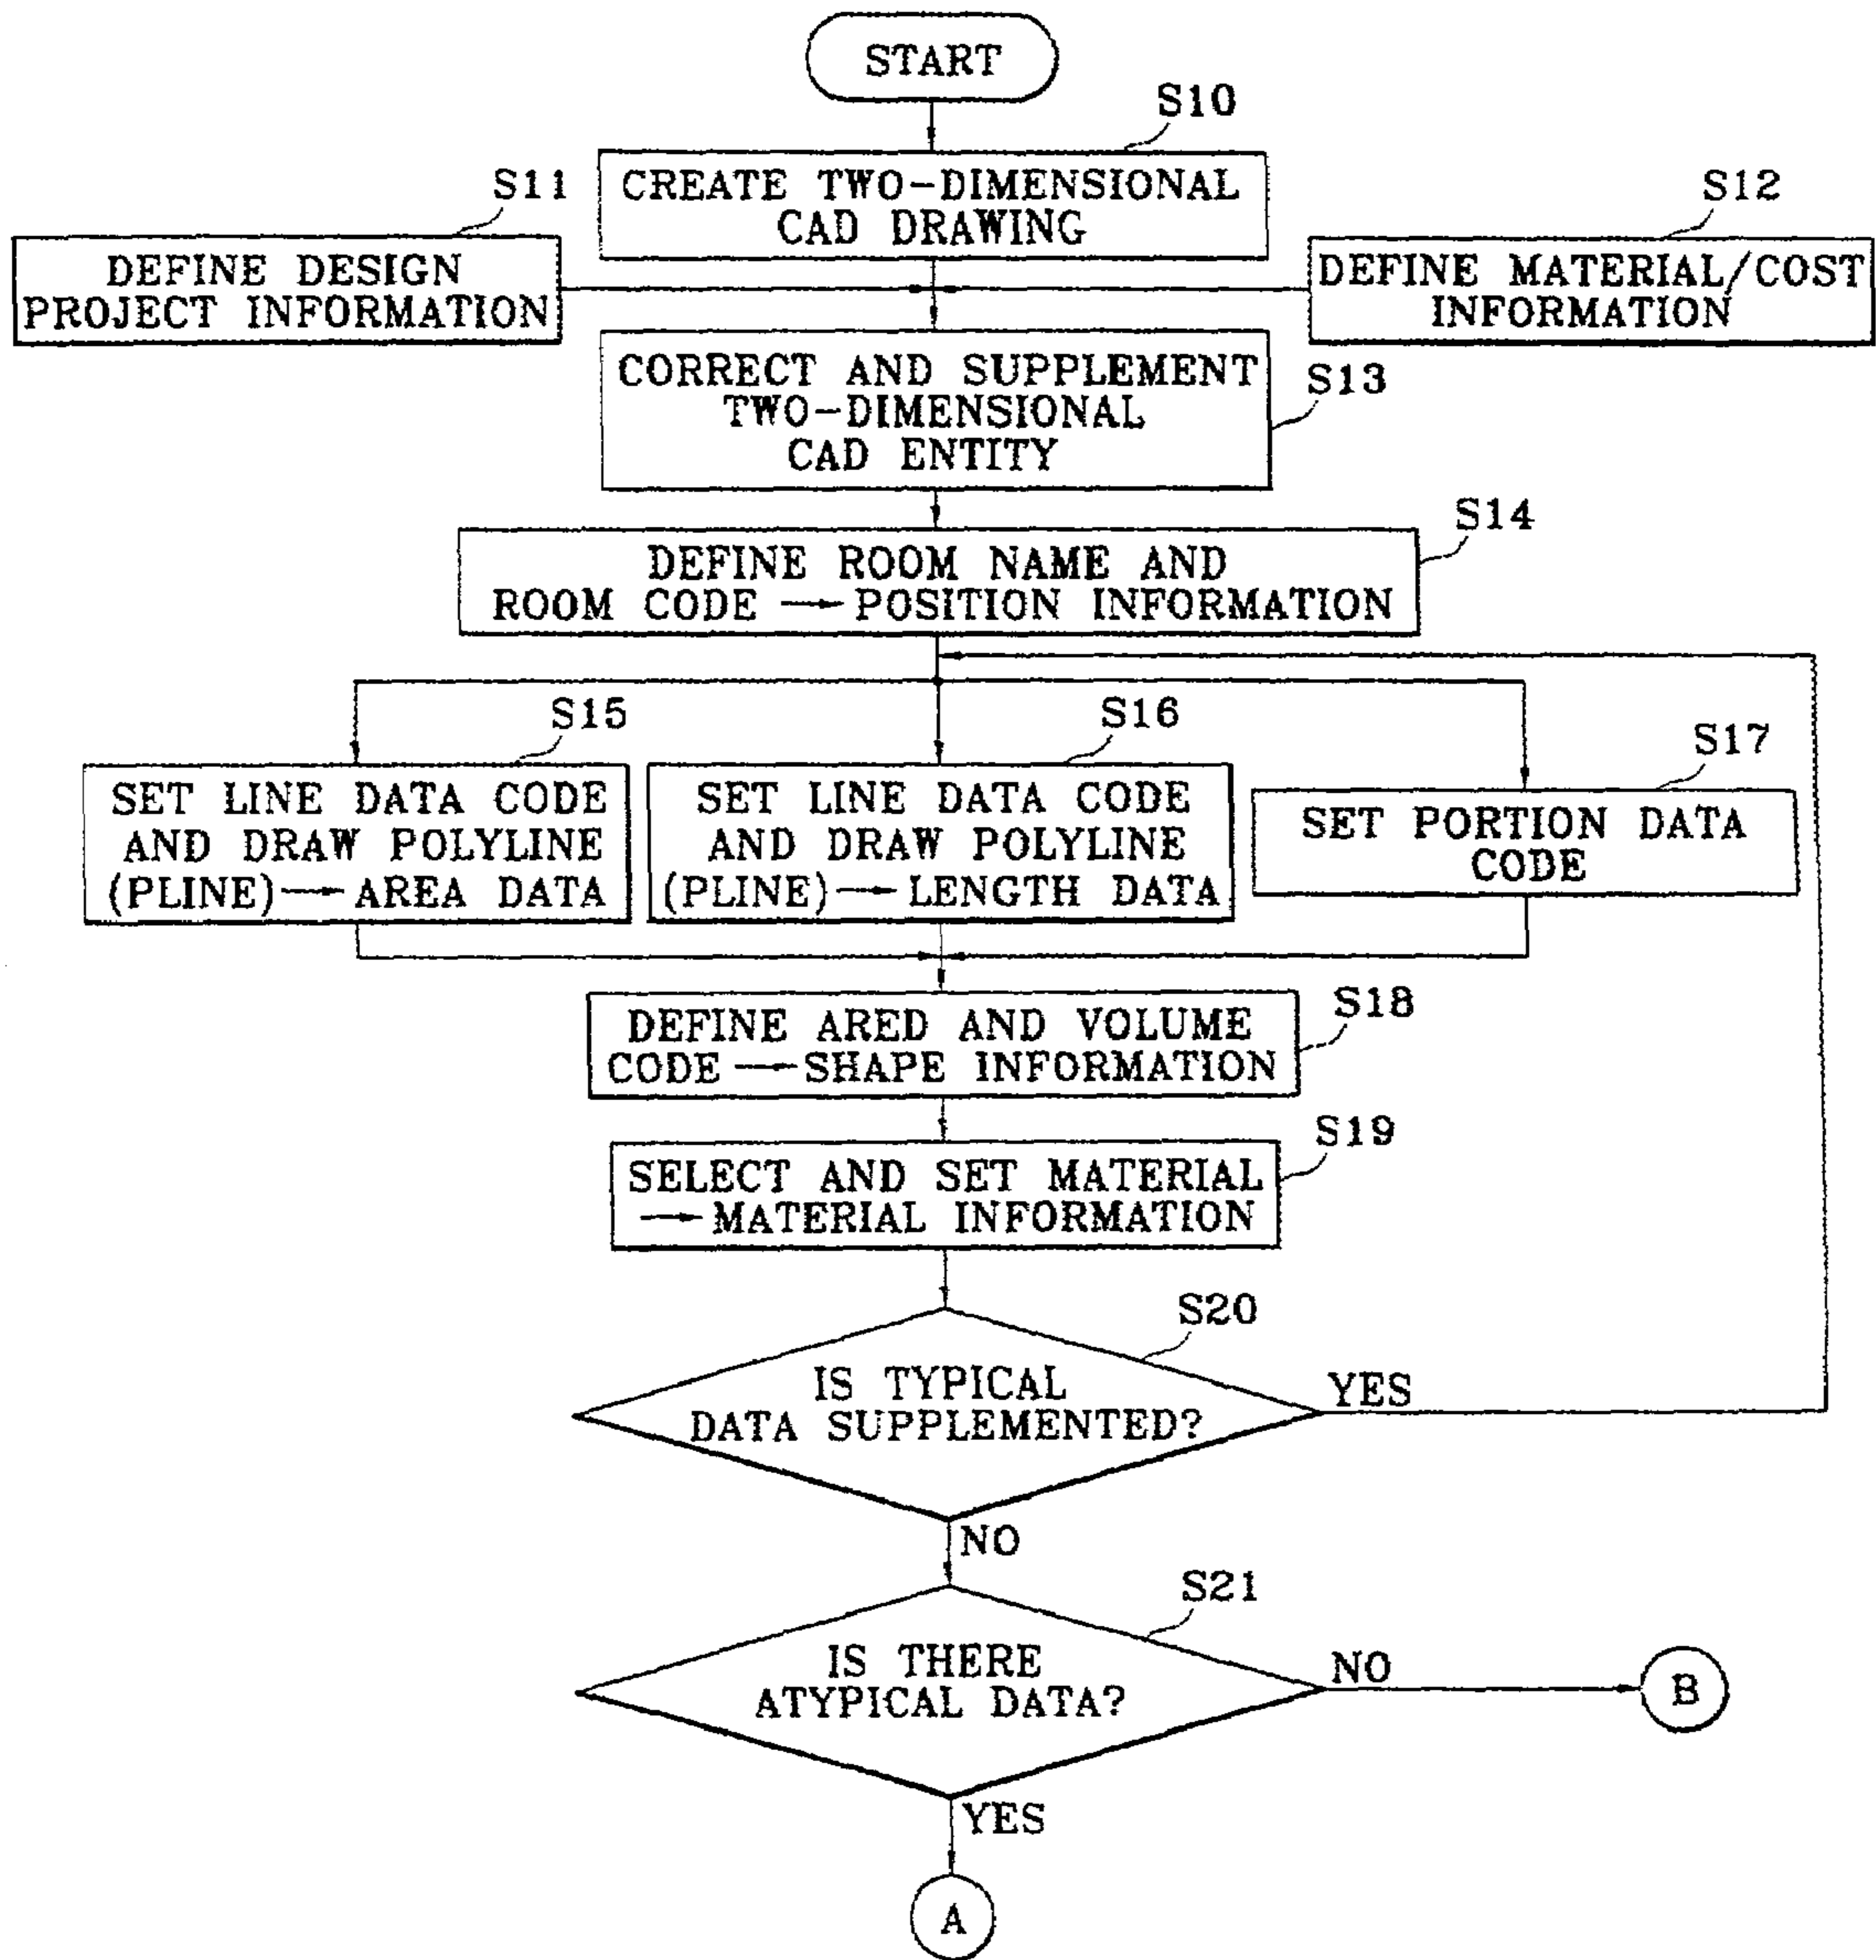 START
S10
CREATE TWO-DIMENSIONAL
CAD DRAWING
S11
DEFINE DESIGN
PROJECT INFORMATION
S12
DEFINE MATERIAL/COST
INFORMATION
S13
CORRECT AND SUPPLEMENT
TWO-DIMENSIONAL
CAD ENTITY
S14
DEFINE ROOM NAME AND
ROOM CODE → POSITION INFORMATION
S15
SET LINE DATA CODE
AND DRAW POLYLINE
(PLINE) → AREA DATA
S16
SET LINE DATA CODE
AND DRAW POLYLINE
(PLINE) → LENGTH DATA
S17
SET PORTION DATA
CODE
S18
DEFINE ARED AND VOLUME
CODE → SHAPE INFORMATION
S19
SELECT AND SET MATERIAL
→ MATERIAL INFORMATION
S20
IS TYPICAL
DATA SUPPLEMENTED?
YES
NO
S21
IS THERE
ATYPICAL DATA?
NO
B
YES
A